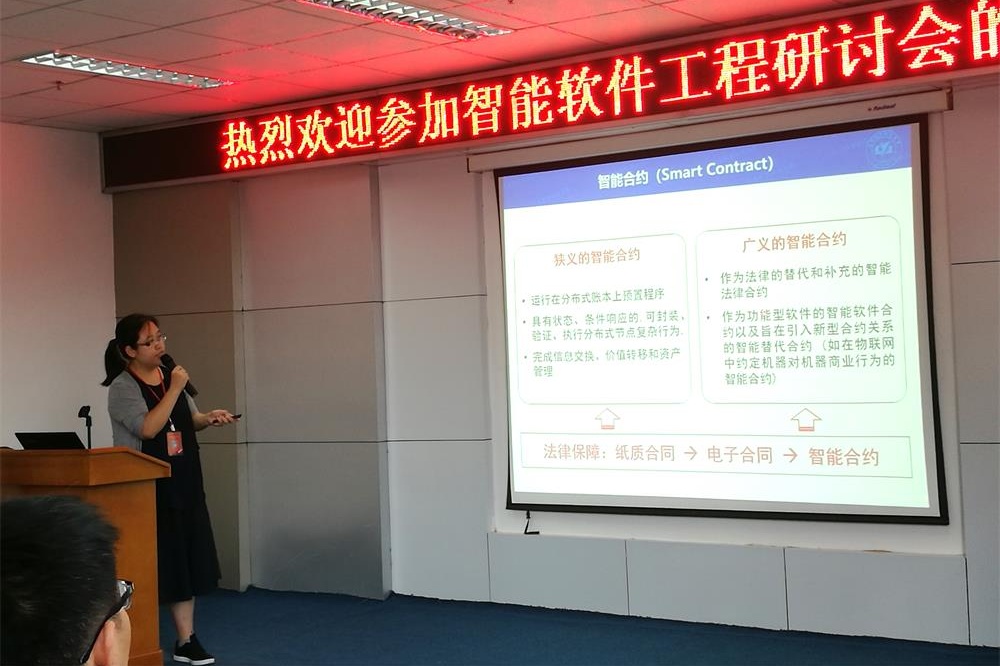 热烈欢迎参加智能软件工程研讨会的
智能合约（Smart Contract）
狭义的智能合约
• 运行在分布式账本上预置程序
• 具有状态、条件响应的，可封装、
验证、执行分布式节点复杂行为，
• 完成信息交换、价值转移和资产
管理
广义的智能合约
• 作为法律的替代和补充的智能
法律合约
• 作为功能型软件的智能软件合
约以及旨在引入新型合约关系
的智能替代合约（如在物联网
中约定机器对机器商业行为的
智能合约）
法律保障：纸质合同 → 电子合同 → 智能合约